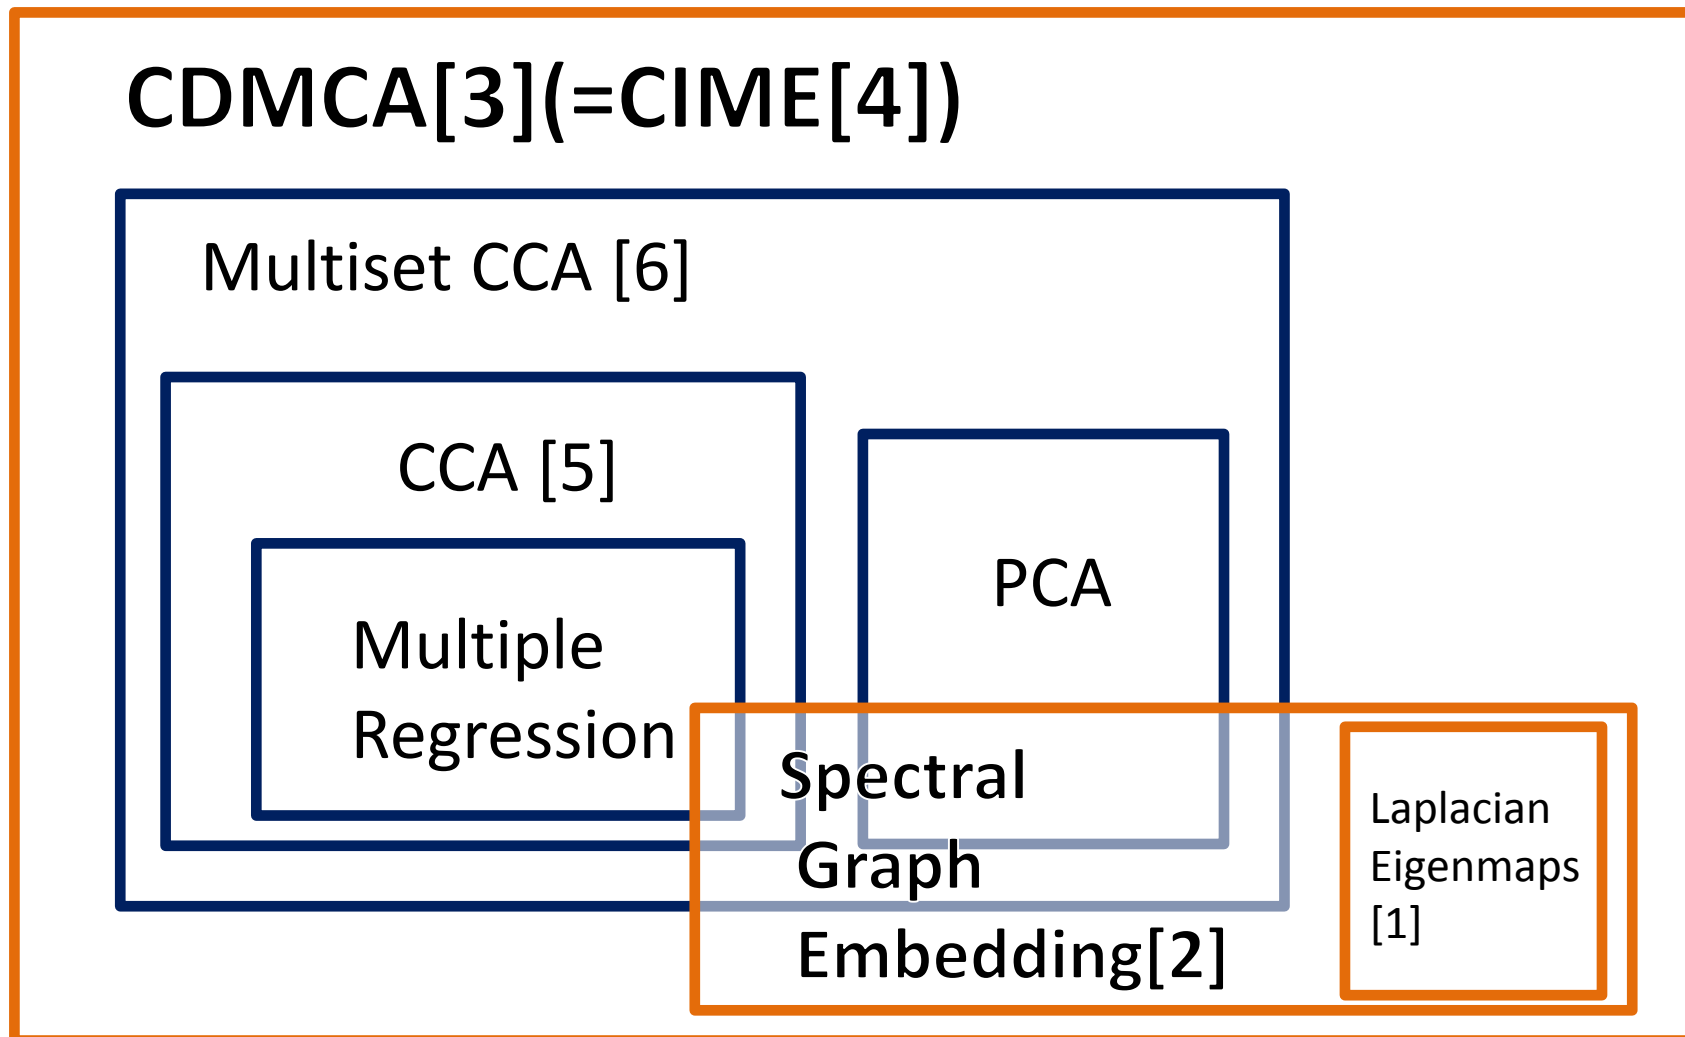 CDMCA[3](=CIME[4])
Multiset CCA [6]
CCA [5]
PCA
Multiple
Regression
Spectral
Graph
Embedding[2]
Laplacian
Eigenmaps
[1]